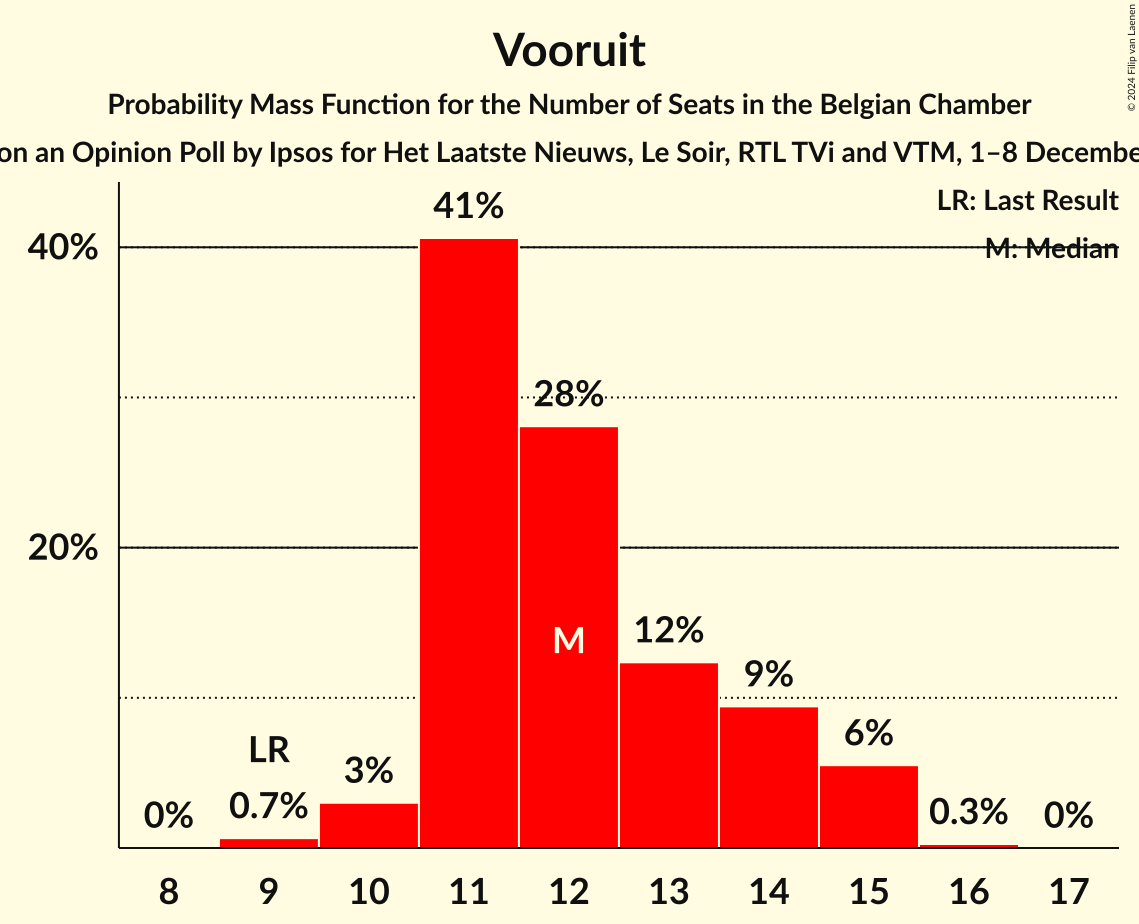 Vooruit
Probability Mass Function for the Number of Seats in the Belgian Chamber
on an Opinion Poll by Ipsos for Het Laatste Nieuws, Le Soir, RTL TVi and VTM, 1–8 Decembe
© 2024 Filip van Laenen
LR: Last Result
M: Median
40%
20%
0%
LR
0.7%
3%
41%
28%
M
12%
9%
6%
0.3%
0%
8 9 10 11 12 13 14 15 16 17